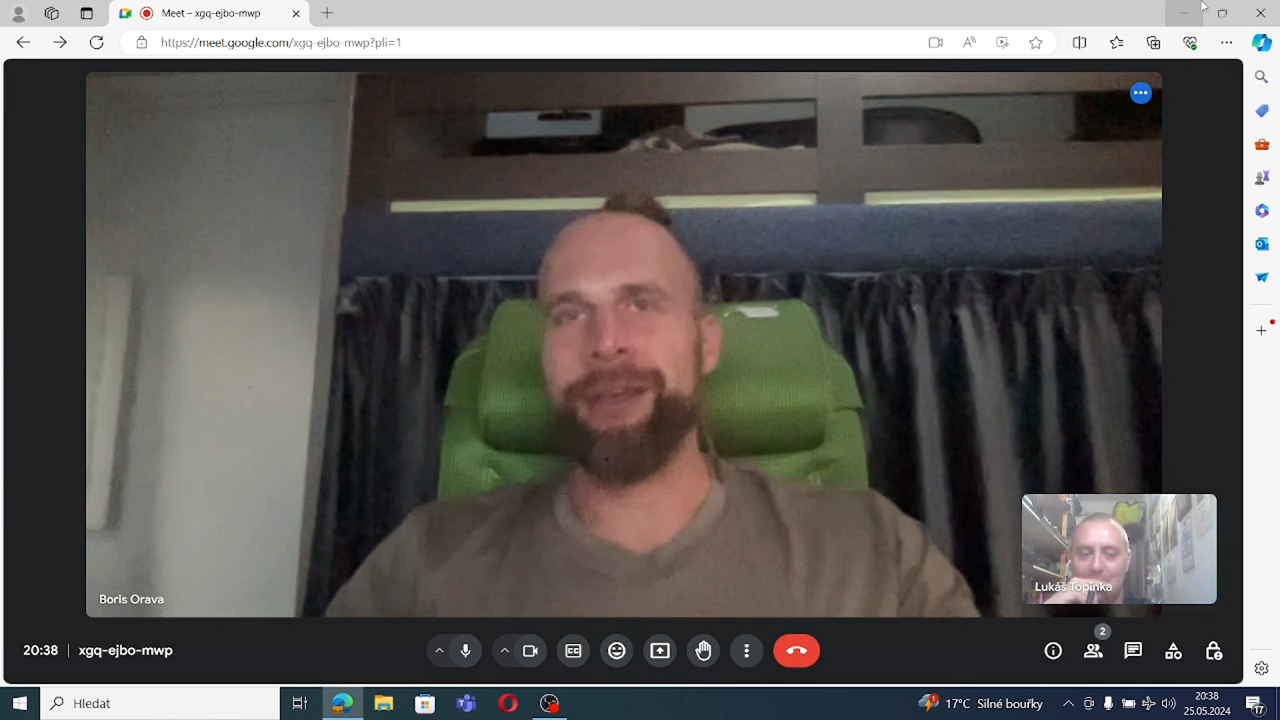 Meet – xgq-ejbo-mwp
https://meet.google.com/xgq-ejbo-mwp?pli=1
Boris Orava
Lukáš Topinka
20:38 | xgq-ejbo-mwp
2
Hledat
1
17°C Silné bouřky
20:38
25.05.2024
17